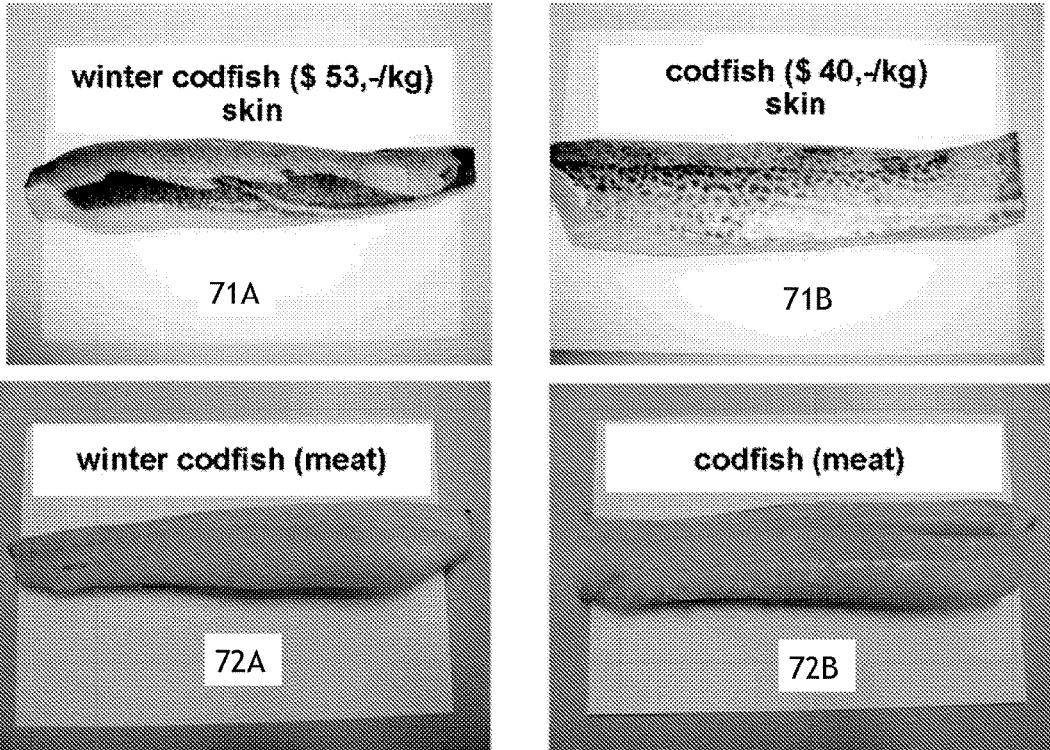 winter codfish ($ 53,-/kg)
skin
71A
codfish ($ 40,-/kg)
skin
71B
winter codfish (meat)
72A
codfish (meat)
72B